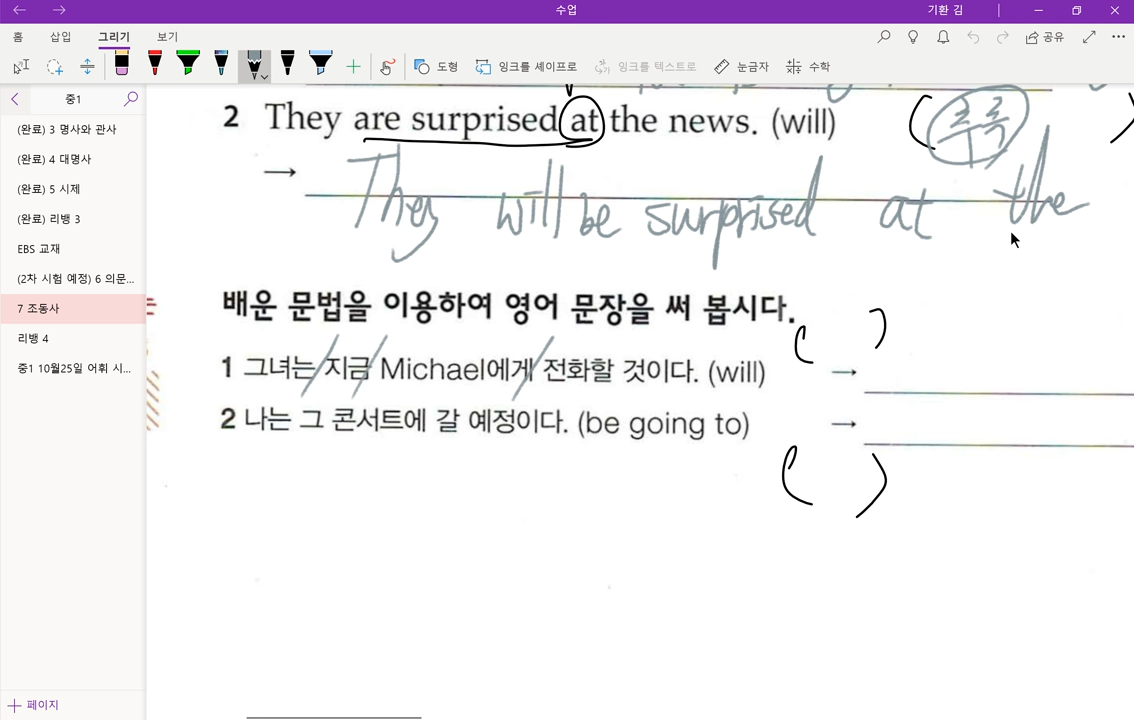 수업
기환 김
홈 삽입 그리기 보기
공유
도형 잉크를 셰이프로 잉크를 텍스트로 눈금자 수학
중1
(완료) 3 명사와 관사
(완료) 4 대명사
(완료) 5 시제
(완료) 리뱅 3
EBS 교재
(2차 시험 예정) 6 의문...
7 조동사
리뱅 4
중1 10월25일 어휘 시...
페이지
2 They are surprised at the news. (will)
( 추측 )
→ They will be surprised at the
배운 문법을 이용하여 영어 문장을 써 봅시다.
( )
1 그녀는 / 지금 / Michael에게 / 전화할 것이다. (will) →
2 나는 그 콘서트에 갈 예정이다. (be going to) →
( )